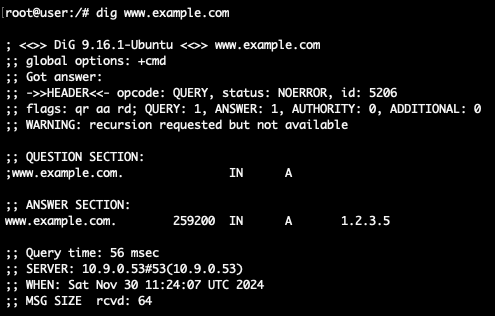 [root@user:/# dig www.example.com
; <<>> DiG 9.16.1-Ubuntu <<>> www.example.com
;; global options: +cmd
;; Got answer:
;; ->>HEADER<<- opcode: QUERY, status: NOERROR, id: 5206
;; flags: qr aa rd; QUERY: 1, ANSWER: 1, AUTHORITY: 0, ADDITIONAL: 0
;; WARNING: recursion requested but not available
;; QUESTION SECTION:
;www.example.com. IN A
;; ANSWER SECTION:
www.example.com. 259200 IN A 1.2.3.5
;; Query time: 56 msec
;; SERVER: 10.9.0.53#53(10.9.0.53)
;; WHEN: Sat Nov 30 11:24:07 UTC 2024
;; MSG SIZE rcvd: 64